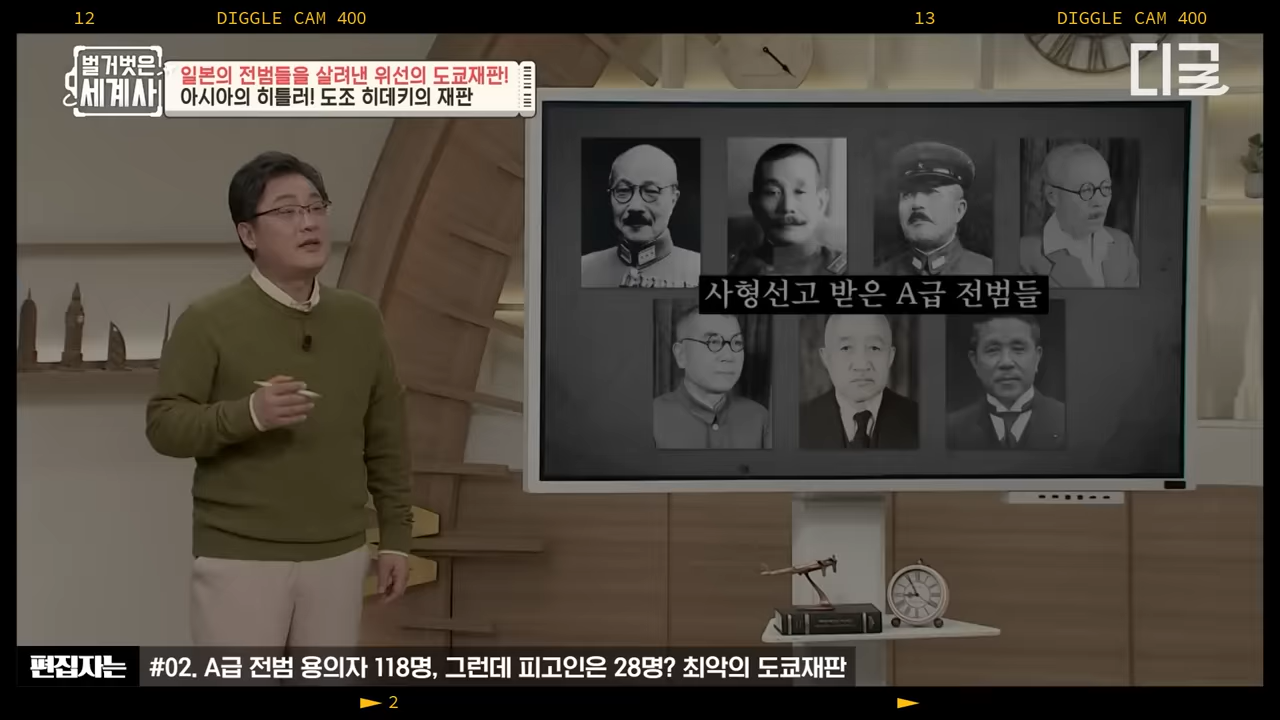 12 DIGGLE CAM 400 13 DIGGLE CAM 400
벌거벗은
세계사
일본의 전범들을 살려낸 위선의 도쿄재판!
아시아의 히틀러! 도조 히데키의 재판
디글
사형선고 받은 A급 전범들
편집자는
#02. A급 전범 용의자 118명, 그런데 피고인은 28명? 최악의 도쿄재판
2